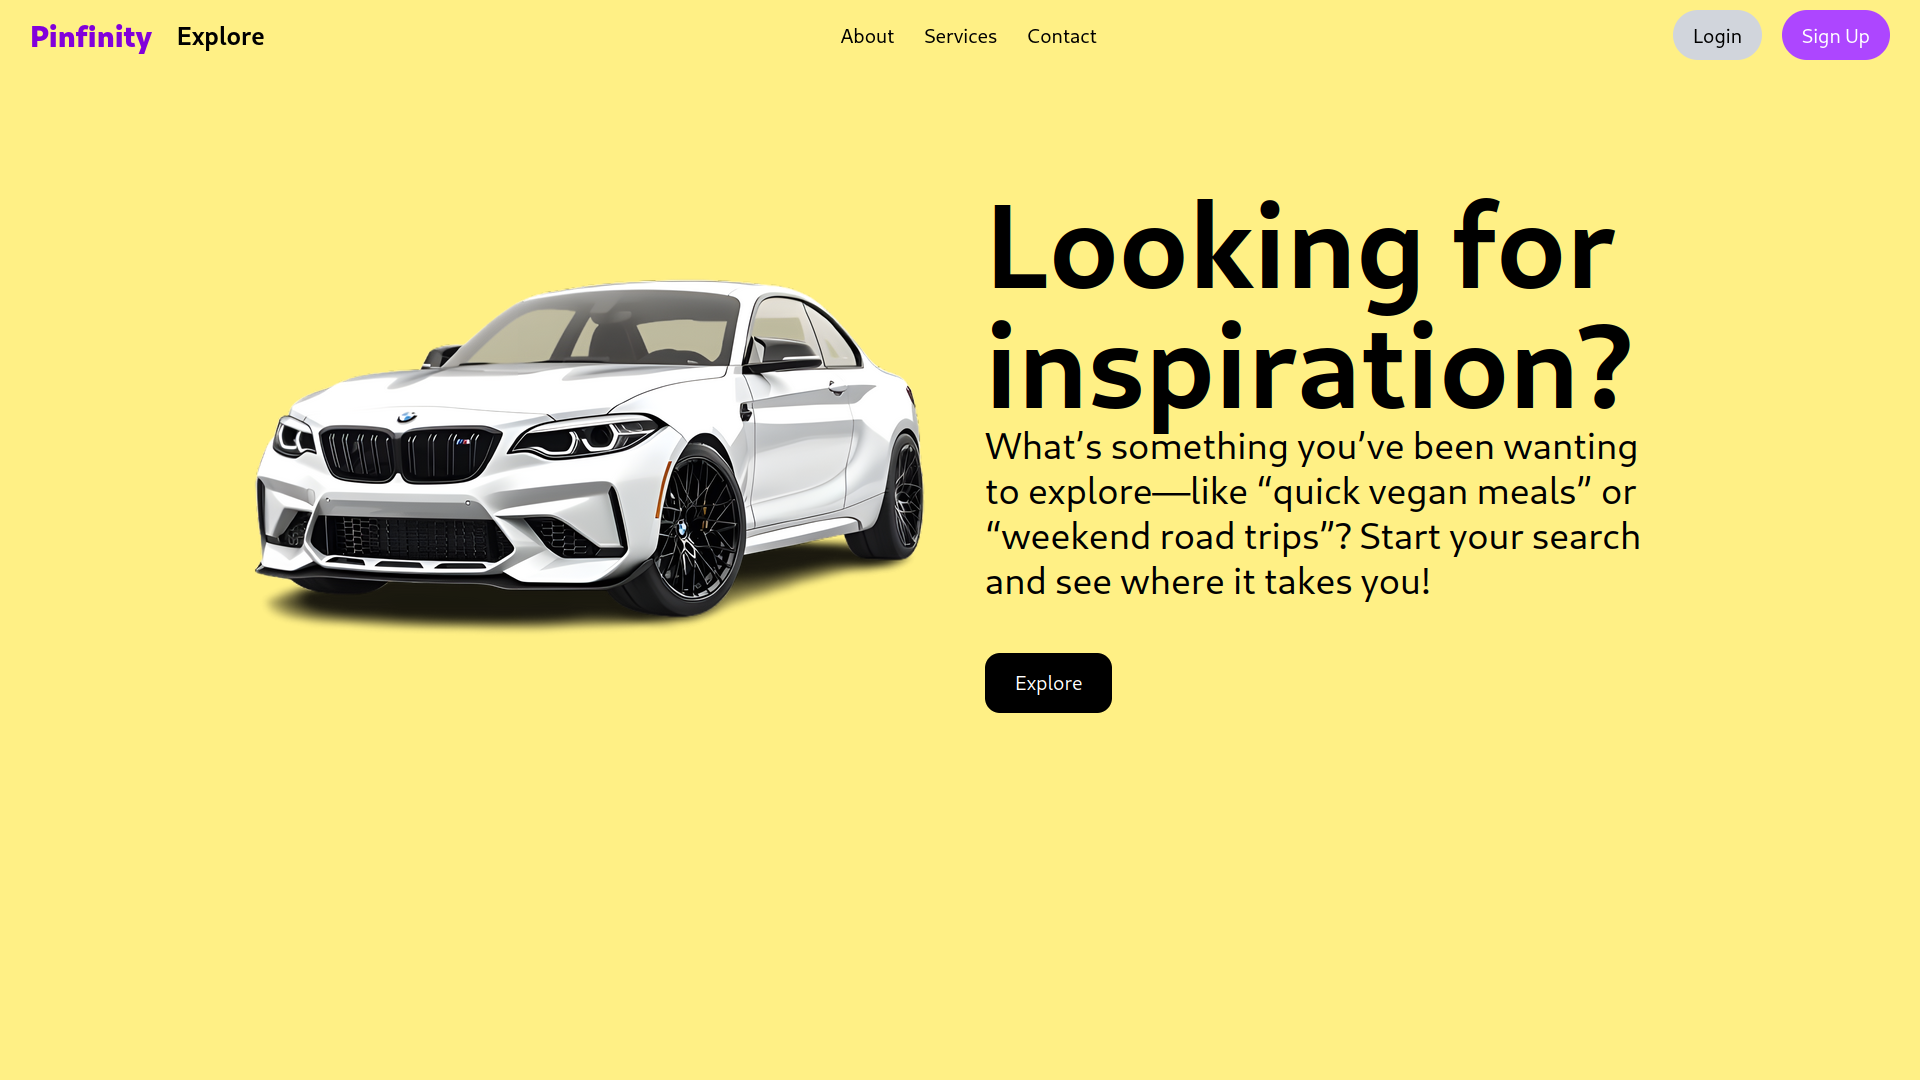 Pinfinity Explore About Services Contact Login Sign Up
Looking for
inspiration?
What’s something you’ve been wanting
to explore—like “quick vegan meals” or
“weekend road trips”? Start your search
and see where it takes you!
Explore